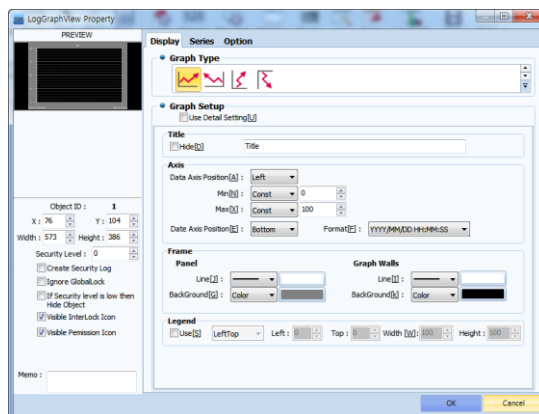 LogGraphView Property
PREVIEW
Object ID : 1
X : 76 Y : 104
Width : 573 Height : 386
Security Level : 0
Create Security Log
Ignore GlobalLock
If Security level is low then
Hide Object
Visible InterLock Icon
Visible Pemission Icon
Memo :
Display Series Option
Graph Type
Graph Setup
Use Detail Setting[U]
Title
Hide[D] Title
Axis
Data Axis Position[A] : Left
Min[N] : Const 0
Max[X] : Const 100
Date Axis Position[E] : Bottom Format[F] : YYYY/MM/DD HH:MM:SS
Frame
Panel Graph Walls
Line[J] : Line[I] :
BackGround[G] : Color BackGround[k] : Color
Legend
Use[S] LeftTop Left : 0 Top : 0 Width [W]: 100 Height : 100
OK Cancel